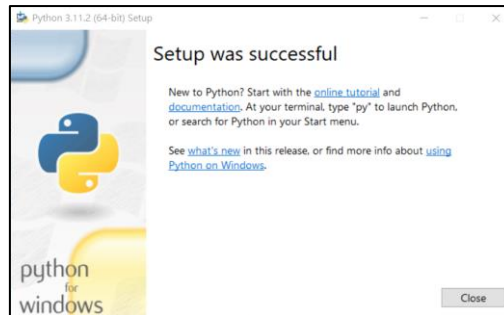 Python 3.11.2 (64-bit) Setup
Setup was successful
New to Python? Start with the online tutorial and
documentation. At your terminal, type "py" to launch Python,
or search for Python in your Start menu.
See what's new in this release, or find more info about using
Python on Windows.
python
for
windows
Close